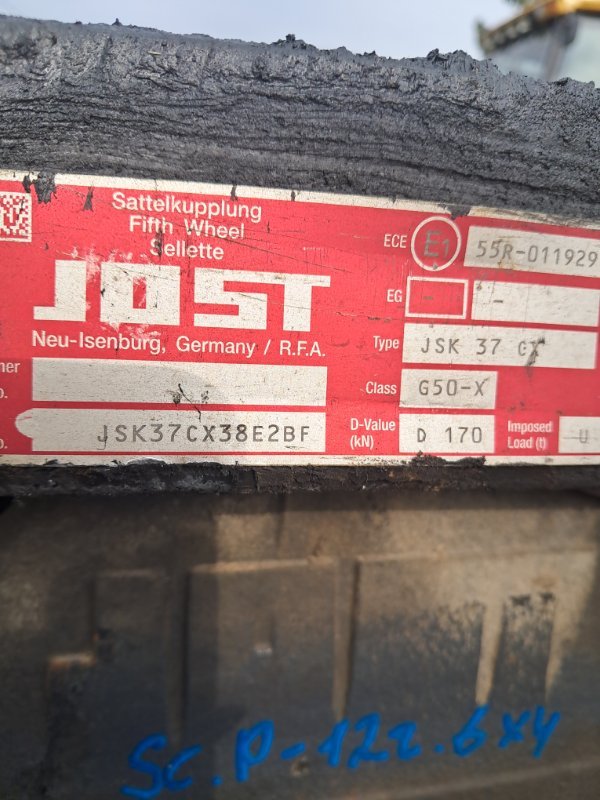 Sattelkupplung
Fifth Wheel
Sellette
JOST
Neu-Isenburg, Germany / R.F.A.
JSK37CX38E2BF
ECE E1 55R-011929
EG - -
Type JSK 37
Class G50-X
D-Value (kN) D 170 Imposed Load (t) U
Sc.P-122.6x4